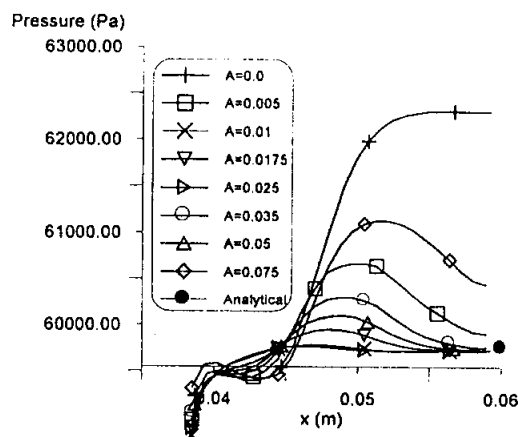 Pressure (Pa)
63000.00
62000.00
61000.00
60000.00
A=0.0
A=0.005
A=0.01
A=0.0175
A=0.025
A=0.035
A=0.05
A=0.075
Analytical
0.04
0.05
0.06
x (m)